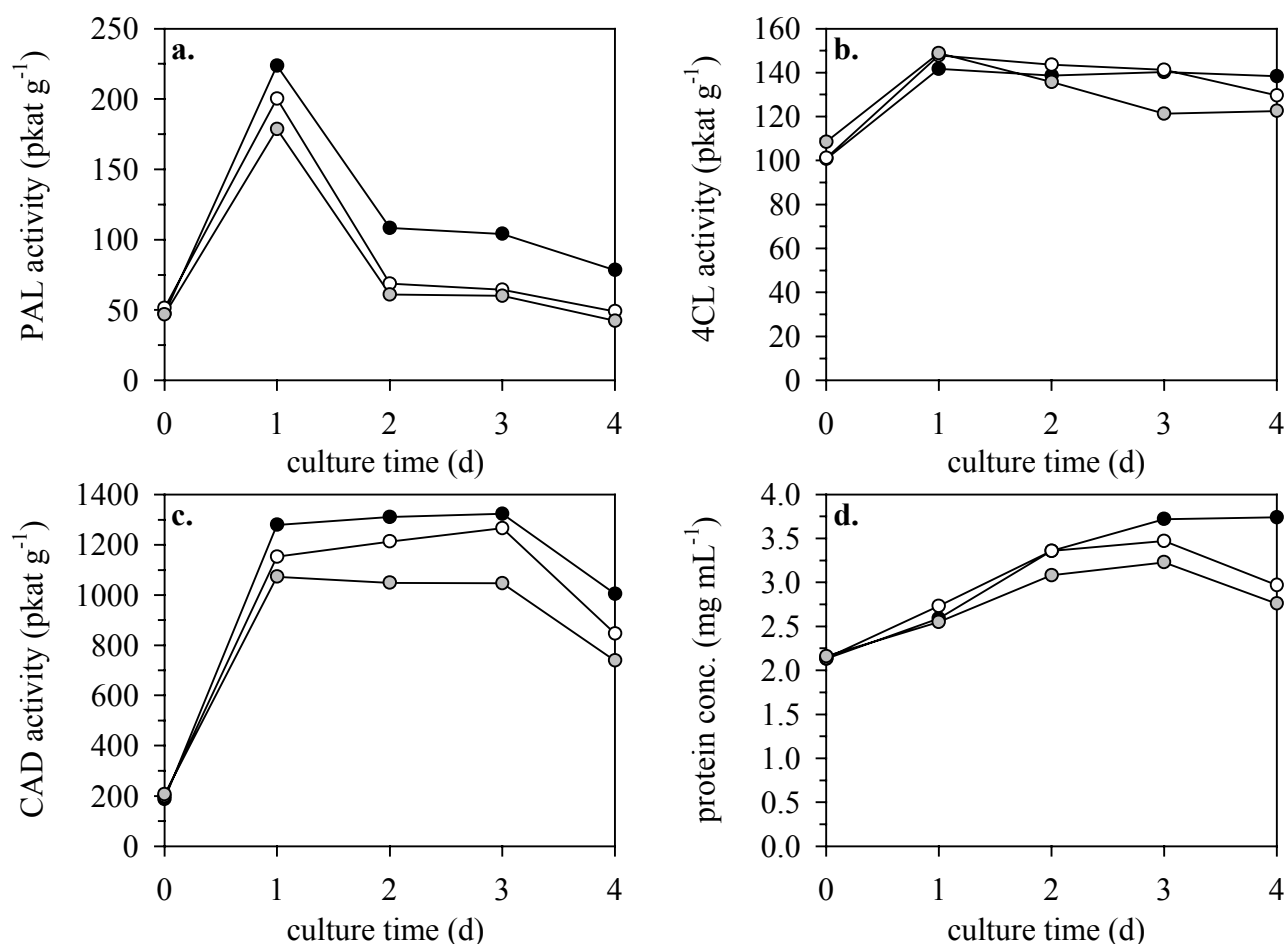 a.
PAL activity (pkat g⁻¹)
250
200
150
100
50
0
0 1 2 3 4
culture time (d)
b.
4CL activity (pkat g⁻¹)
160
140
120
100
80
60
40
20
0
0 1 2 3 4
culture time (d)
c.
CAD activity (pkat g⁻¹)
1400
1200
1000
800
600
400
200
0
0 1 2 3 4
culture time (d)
d.
protein conc. (mg mL⁻¹)
4.0
3.5
3.0
2.5
2.0
1.5
1.0
0.5
0.0
0 1 2 3 4
culture time (d)